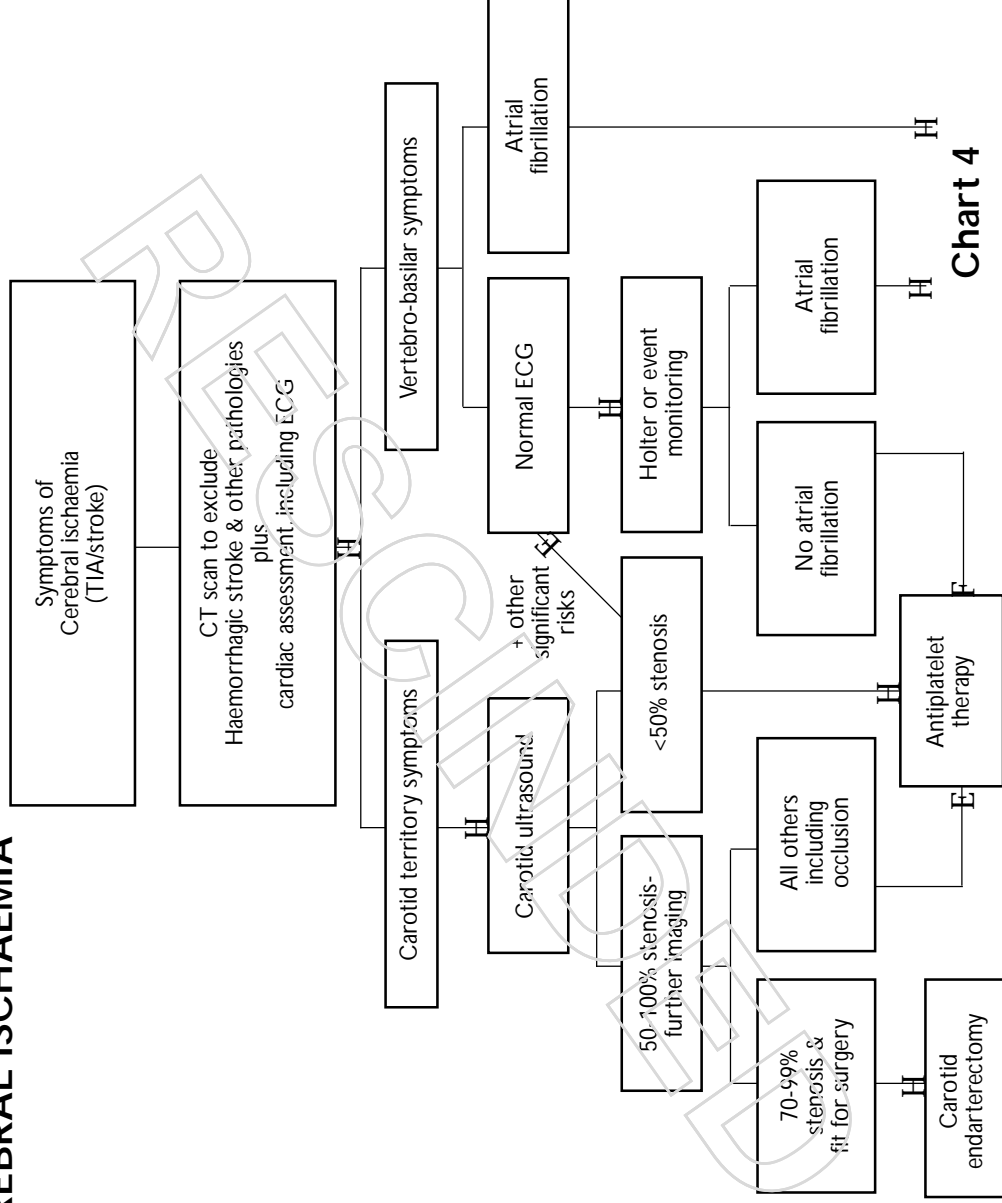 REBRAL ISCHAEMIA
Symptoms of
Cerebral ischaemia
(TIA/stroke)
CT scan to exclude
Haemorrhagic stroke & other pathologies
plus
cardiac assessment, including ECG
H
Carotid territory symptoms
Vertebro-basilar symptoms
H
Carotid ultrasound
+ other
significant
risks
Normal ECG
Atrial
fibrillation
H
50-100% stenosis-
further imaging
<50% stenosis
Holter or event
monitoring
70-99%
stenosis &
fit for surgery
All others
including
occlusion
No atrial
fibrillation
Atrial
fibrillation
H
H
H
H
E
F
Carotid
endarterectomy
Antiplatelet
therapy
Chart 4
RESCINDED